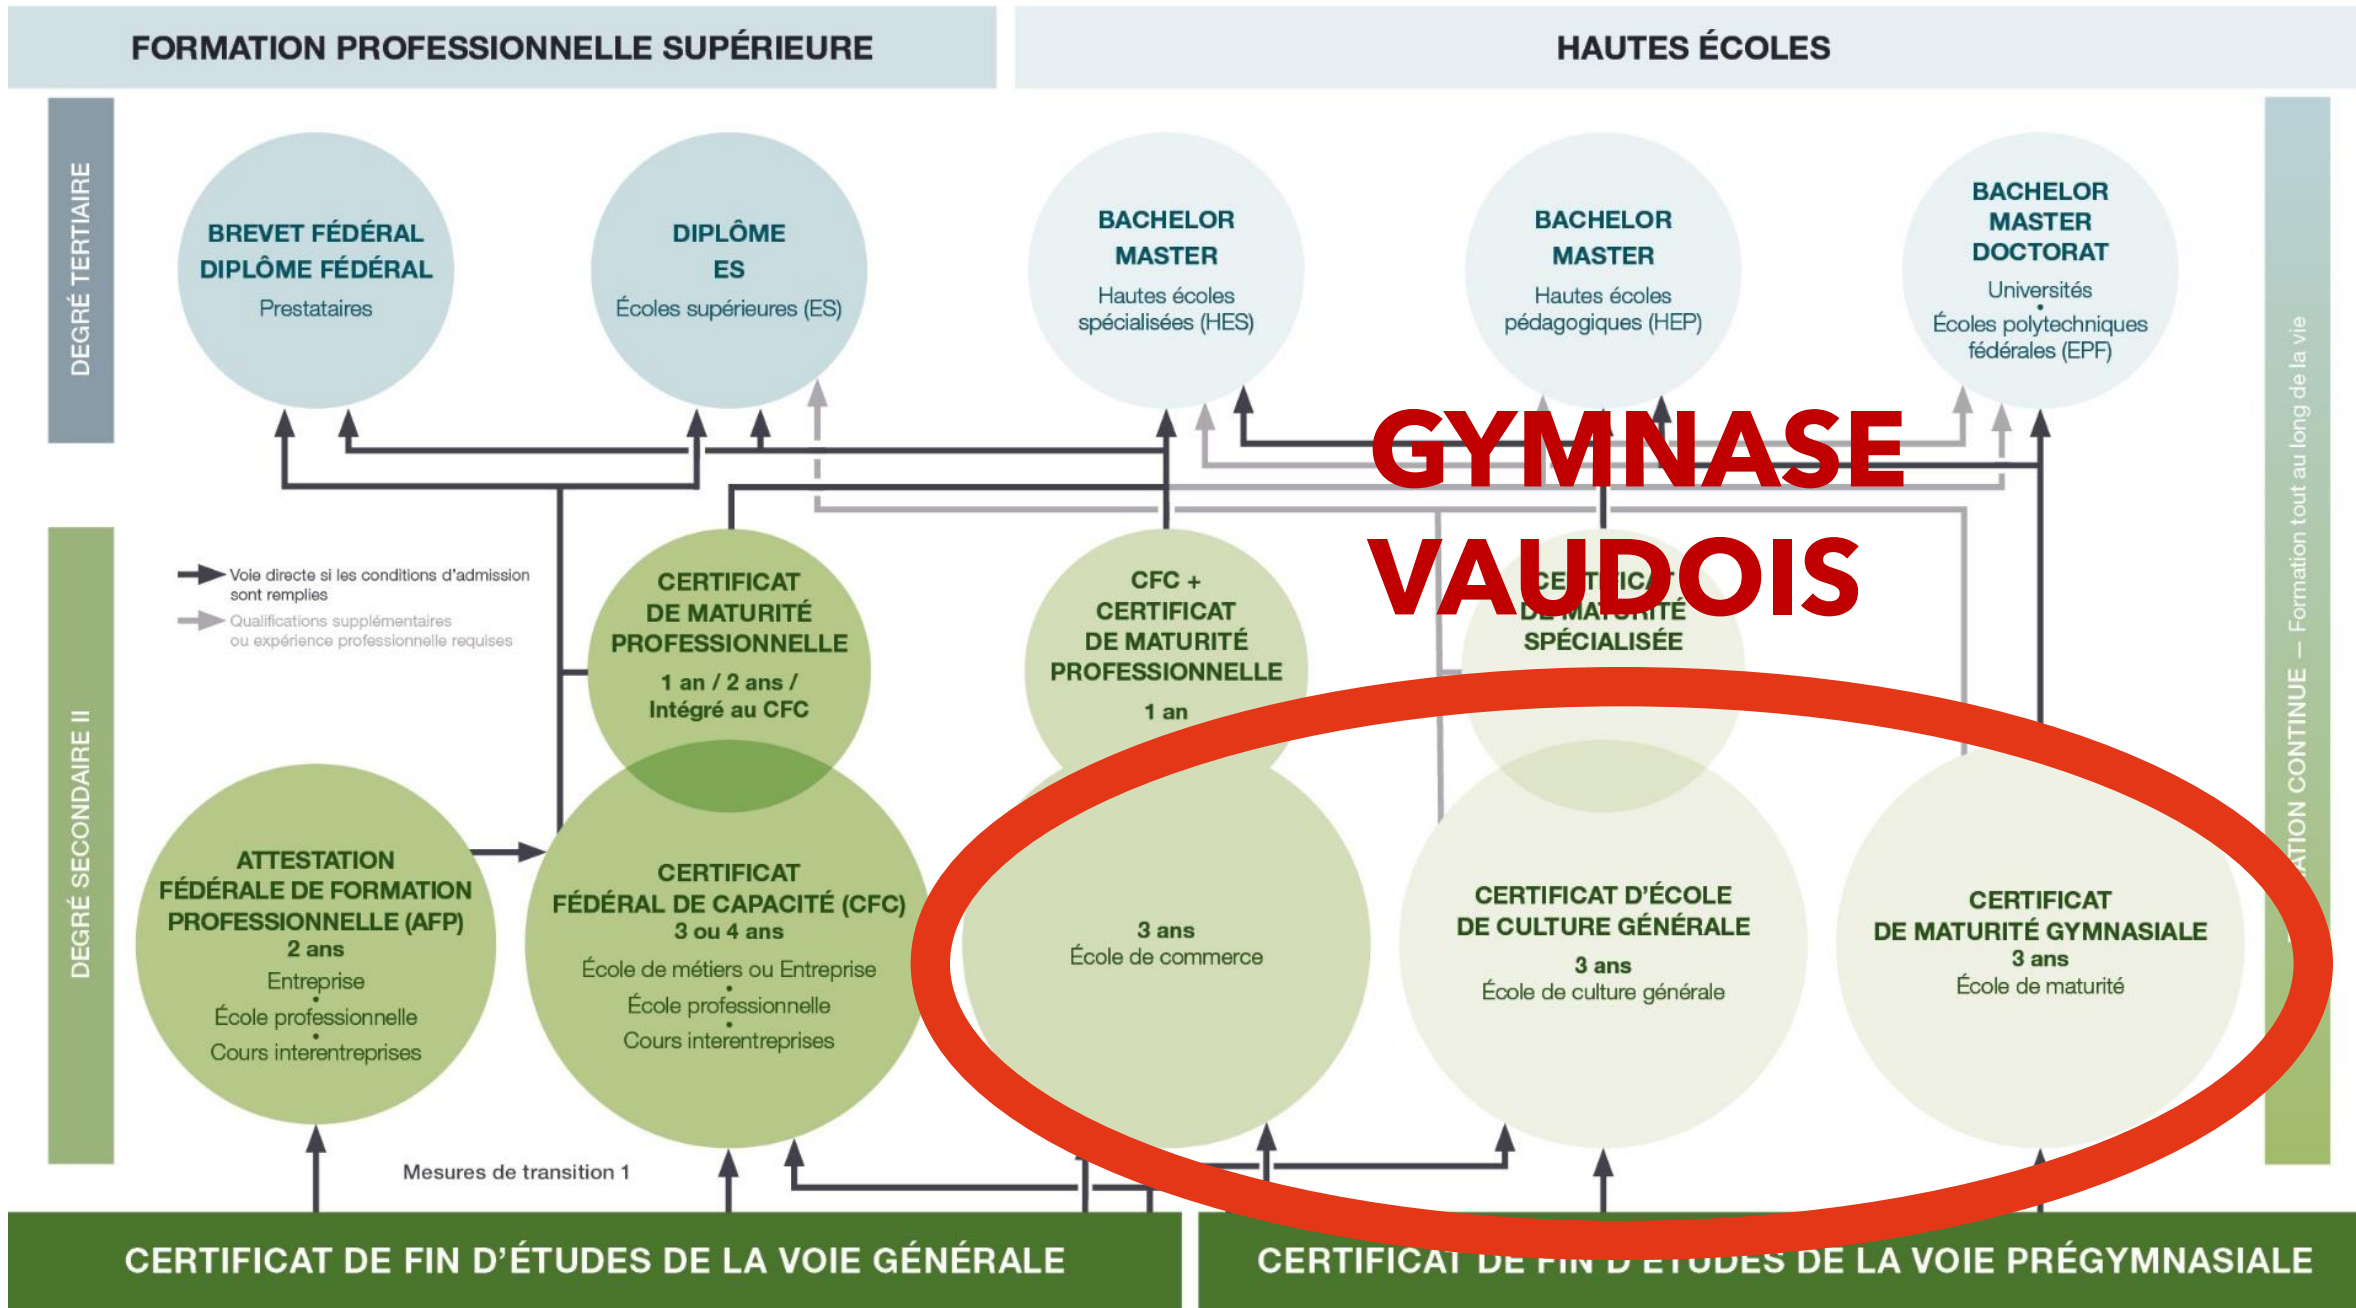 FORMATION PROFESSIONNELLE SUPÉRIEURE
HAUTES ÉCOLES
DEGRÉ TERTIAIRE
BREVET FÉDÉRAL
DIPLÔME FÉDÉRAL
Prestataires
DIPLÔME
ES
Écoles supérieures (ES)
BACHELOR
MASTER
Hautes écoles
spécialisées (HES)
BACHELOR
MASTER
Hautes écoles
pédagogiques (HEP)
BACHELOR
MASTER
DOCTORAT
Universités
•
Écoles polytechniques
fédérales (EPF)
GYMNASE
VAUDOIS
Voie directe si les conditions d'admission
sont remplies
Qualifications supplémentaires
ou expérience professionnelle requises
DEGRÉ SECONDAIRE II
CERTIFICAT
DE MATURITÉ
PROFESSIONNELLE
1 an / 2 ans /
Intégré au CFC
CFC +
CERTIFICAT
DE MATURITÉ
PROFESSIONNELLE
1 an
CERTIFICAT
DE MATURITÉ
SPÉCIALISÉE
ATTESTATION
FÉDÉRALE DE FORMATION
PROFESSIONNELLE (AFP)
2 ans
Entreprise
•
École professionnelle
•
Cours interentreprises
CERTIFICAT
FÉDÉRAL DE CAPACITÉ (CFC)
3 ou 4 ans
École de métiers ou Entreprise
•
École professionnelle
•
Cours interentreprises
3 ans
École de commerce
CERTIFICAT D'ÉCOLE
DE CULTURE GÉNÉRALE
3 ans
École de culture générale
CERTIFICAT
DE MATURITÉ GYMNASIALE
3 ans
École de maturité
CONTINUE – Formation tout au long de la vie
Mesures de transition 1
CERTIFICAT DE FIN D'ÉTUDES DE LA VOIE GÉNÉRALE
CERTIFICAT DE FIN D'ÉTUDES DE LA VOIE PRÉGYMNASIALE